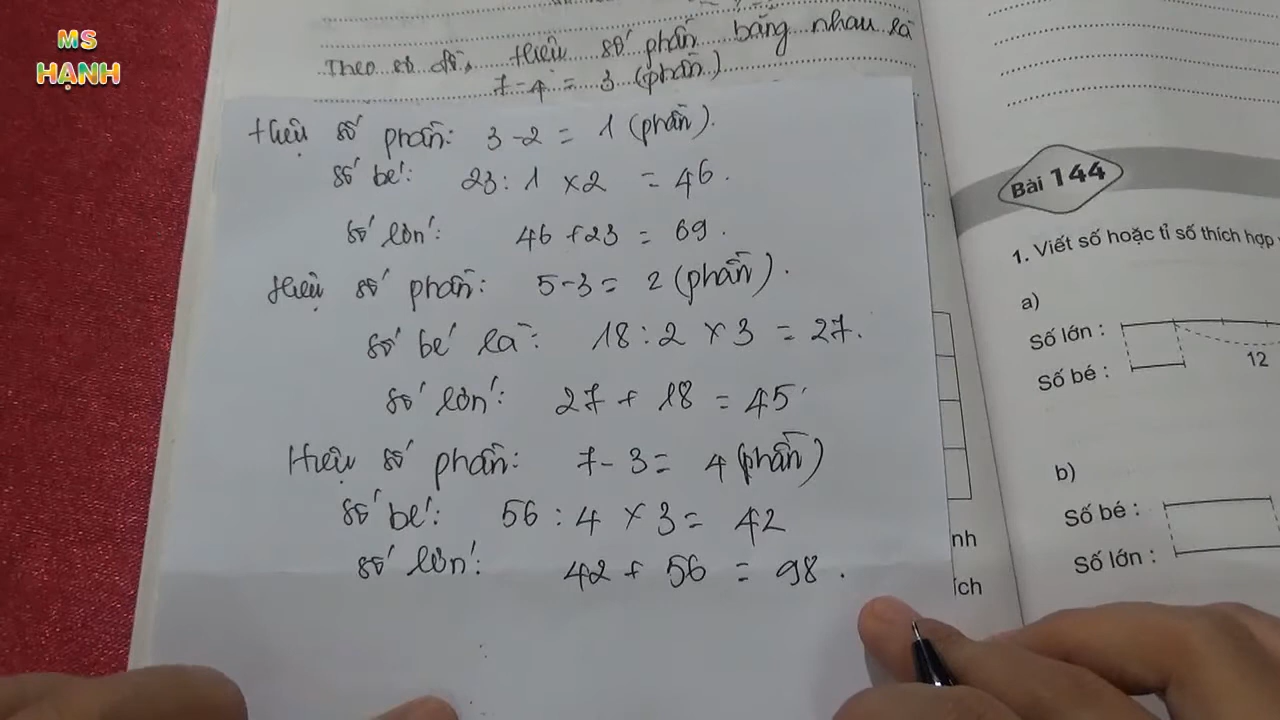 MS
HẠNH
Theo sơ đồ, hiệu số phần bằng nhau là
7 - 4 = 3 (phần)
Hiệu số phần: 3 - 2 = 1 (phần).
Số bé: 23 : 1 x 2 = 46.
Số lớn: 46 + 23 = 69.
Hiệu số phần: 5 - 3 = 2 (phần).
Số bé là: 18 : 2 x 3 = 27.
Số lớn: 27 + 18 = 45
Hiệu số phần: 7 - 3 = 4 (phần)
Số bé: 56 : 4 x 3 = 42
Số lớn: 42 + 56 = 98.
nh
ích
Bài 144
1. Viết số hoặc tỉ số thích hợp
a)
Số lớn :
12
Số bé :
b)
Số bé :
Số lớn :